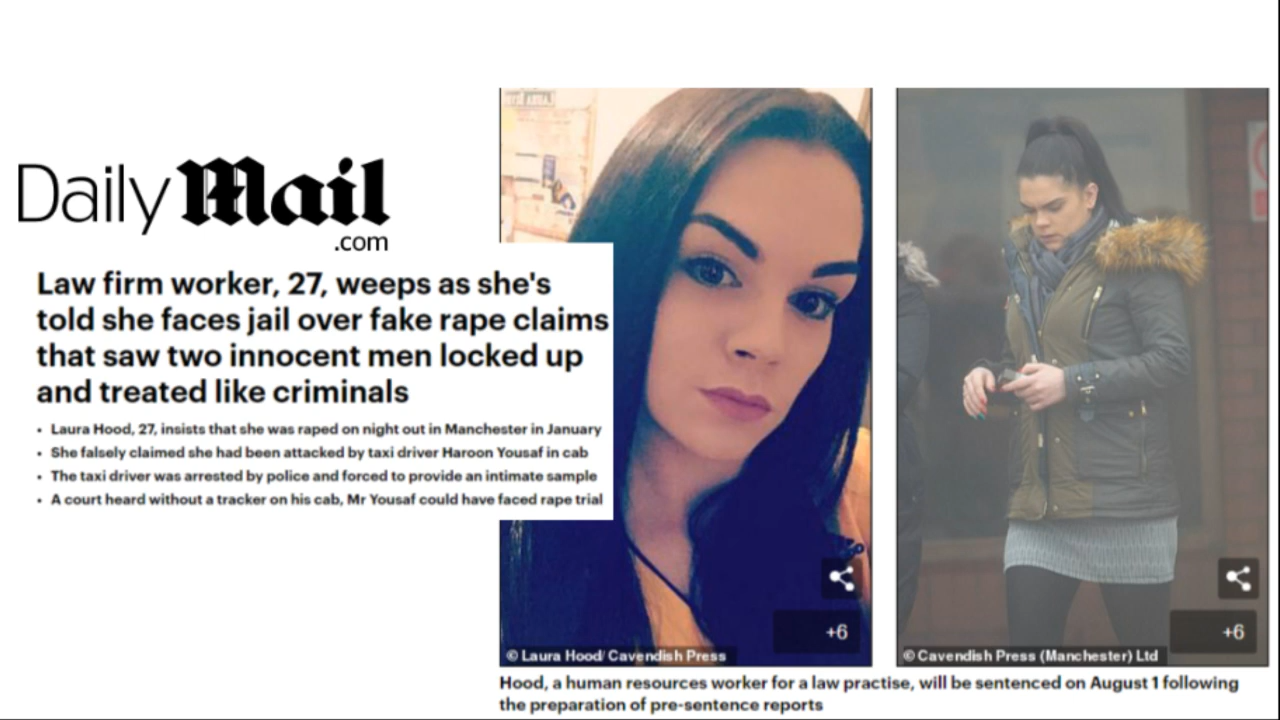 Daily Mail
.com
Law firm worker, 27, weeps as she's
told she faces jail over fake rape claims
that saw two innocent men locked up
and treated like criminals
• Laura Hood, 27, insists that she was raped on night out in Manchester in January
• She falsely claimed she had been attacked by taxi driver Haroon Yousaf in cab
• The taxi driver was arrested by police and forced to provide an intimate sample
• A court heard without a tracker on his cab, Mr Yousaf could have faced rape trial
+6
© Laura Hood/ Cavendish Press
+6
© Cavendish Press (Manchester) Ltd
Hood, a human resources worker for a law practise, will be sentenced on August 1 following
the preparation of pre-sentence reports